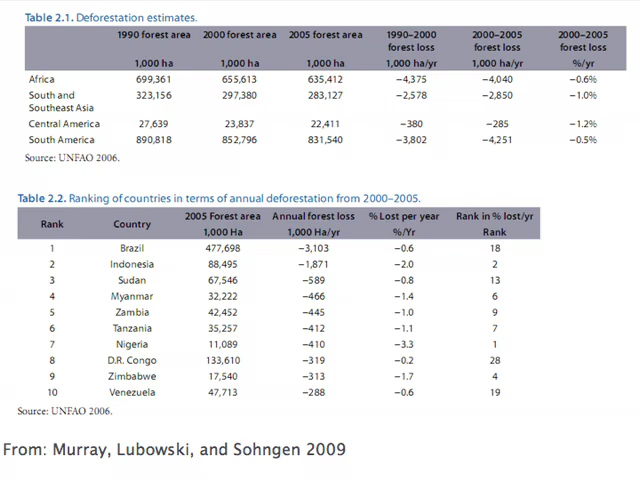 Table 2.1. Deforestation estimates.
1990 forest area 2000 forest area 2005 forest area 1990–2000 2000–2005 2000–2005
forest loss forest loss forest loss
1,000 ha 1,000 ha 1,000 ha 1,000 ha/yr 1,000 ha/yr %/yr
Africa 699,361 655,613 635,412 −4,375 −4,040 −0.6%
South and 323,156 297,380 283,127 −2,578 −2,850 −1.0%
Southeast Asia
Central America 27,639 23,837 22,411 −380 −285 −1.2%
South America 890,818 852,796 831,540 −3,802 −4,251 −0.5%
Source: UNFAO 2006.
Table 2.2. Ranking of countries in terms of annual deforestation from 2000–2005.
Rank Country 2005 Forest area Annual forest loss % Lost per year Rank in % lost/yr
1,000 Ha 1,000 Ha/yr %/Yr Rank
1 Brazil 477,698 −3,103 −0.6 18
2 Indonesia 88,495 −1,871 −2.0 2
3 Sudan 67,546 −589 −0.8 13
4 Myanmar 32,222 −466 −1.4 6
5 Zambia 42,452 −445 −1.0 9
6 Tanzania 35,257 −412 −1.1 7
7 Nigeria 11,089 −410 −3.3 1
8 D.R. Congo 133,610 −319 −0.2 28
9 Zimbabwe 17,540 −313 −1.7 4
10 Venezuela 47,713 −288 −0.6 19
Source: UNFAO 2006.
From: Murray, Lubowski, and Sohngen 2009